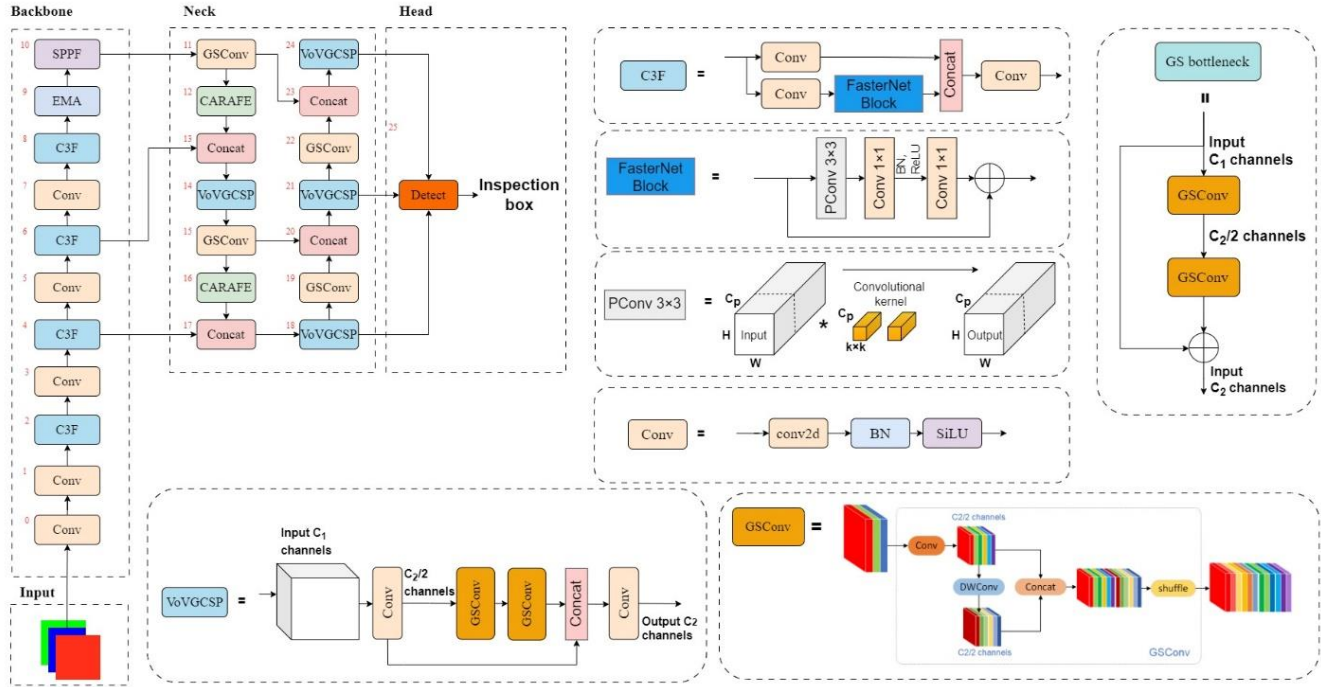 Backbone
Neck
Head
10
SPPF
9
EMA
8
C3F
7
Conv
6
C3F
5
Conv
4
C3F
3
Conv
2
C3F
1
Conv
0
Conv
Input
11
GSConv
12
CARAFE
13
Concat
14
VoVGCSP
15
GSConv
16
CARAFE
17
Concat
24
VoVGCSP
23
Concat
22
GSConv
21
VoVGCSP
20
Concat
19
GSConv
18
VoVGCSP
25
Detect
Inspection
box
C3F
=
Conv
Conv
FasterNet
Block
Concat
Conv
FasterNet
Block
=
PConv 3×3
Conv 1×1
BN,
ReLU
Conv 1×1
PConv 3×3
=
Cp
H
Input
W
*
Convolutional
kernel
Cp
k×k
Cp
H
Output
W
Conv
=
conv2d
BN
SiLU
GS bottleneck
=
Input
C1 channels
GSConv
C2/2 channels
GSConv
Input
C2 channels
VoVGCSP
=
Input C1
channels
Conv
C2/2
channels
GSConv
GSConv
Concat
Conv
Output C2
channels
GSConv
=
Conv
C2/2 channels
DWConv
C2/2 channels
Concat
shuffle
GSConv